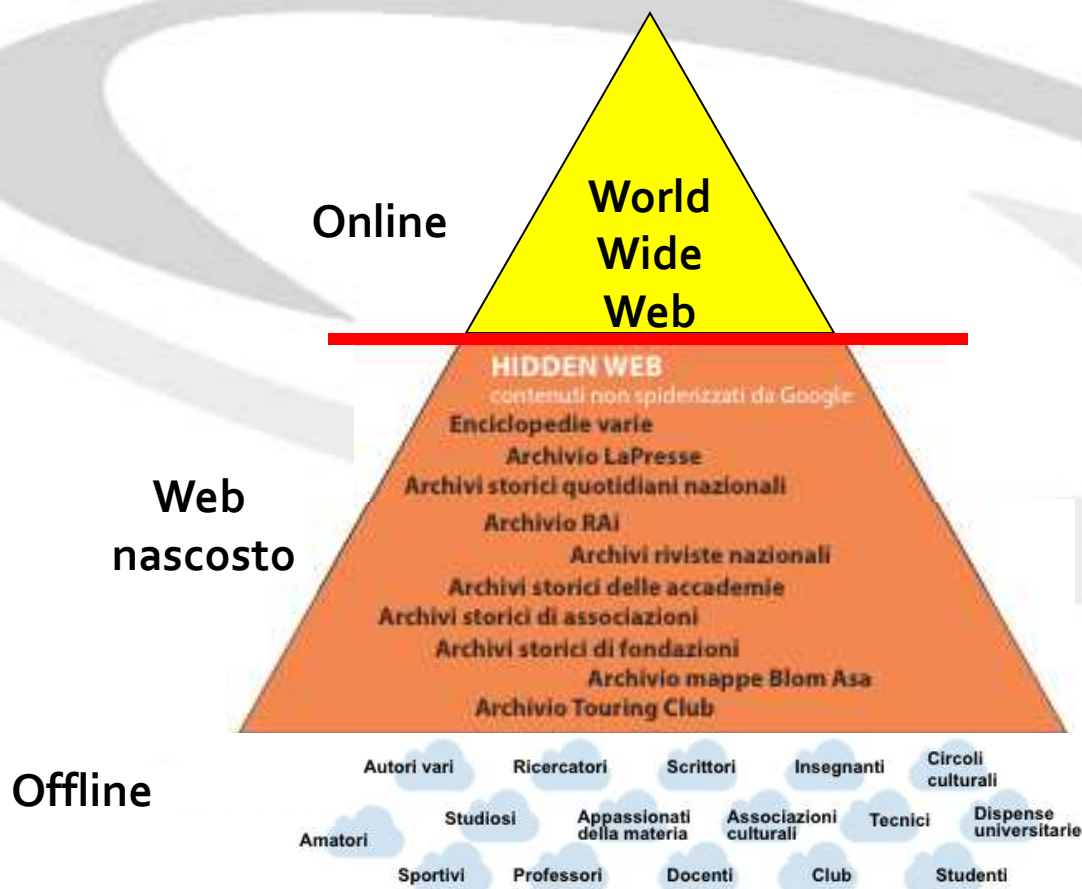 Online
World
Wide
Web
HIDDEN WEB
contenuti non spiderizzati da Google
Enciclopedie varie
Archivio LaPresse
Archivi storici quotidiani nazionali
Web
nascosto
Archivio RAi
Archivi riviste nazionali
Archivi storici delle accademie
Archivi storici di associazioni
Archivi storici di fondazioni
Archivio mappe Blom Asa
Archivio Touring Club
Offline
Autori vari
Ricercatori
Scrittori
Insegnanti
Circoli
culturali
Amatori
Studiosi
Appassionati
della materia
Associazioni
culturali
Tecnici
Dispense
universitarie
Sportivi
Professori
Docenti
Club
Studenti